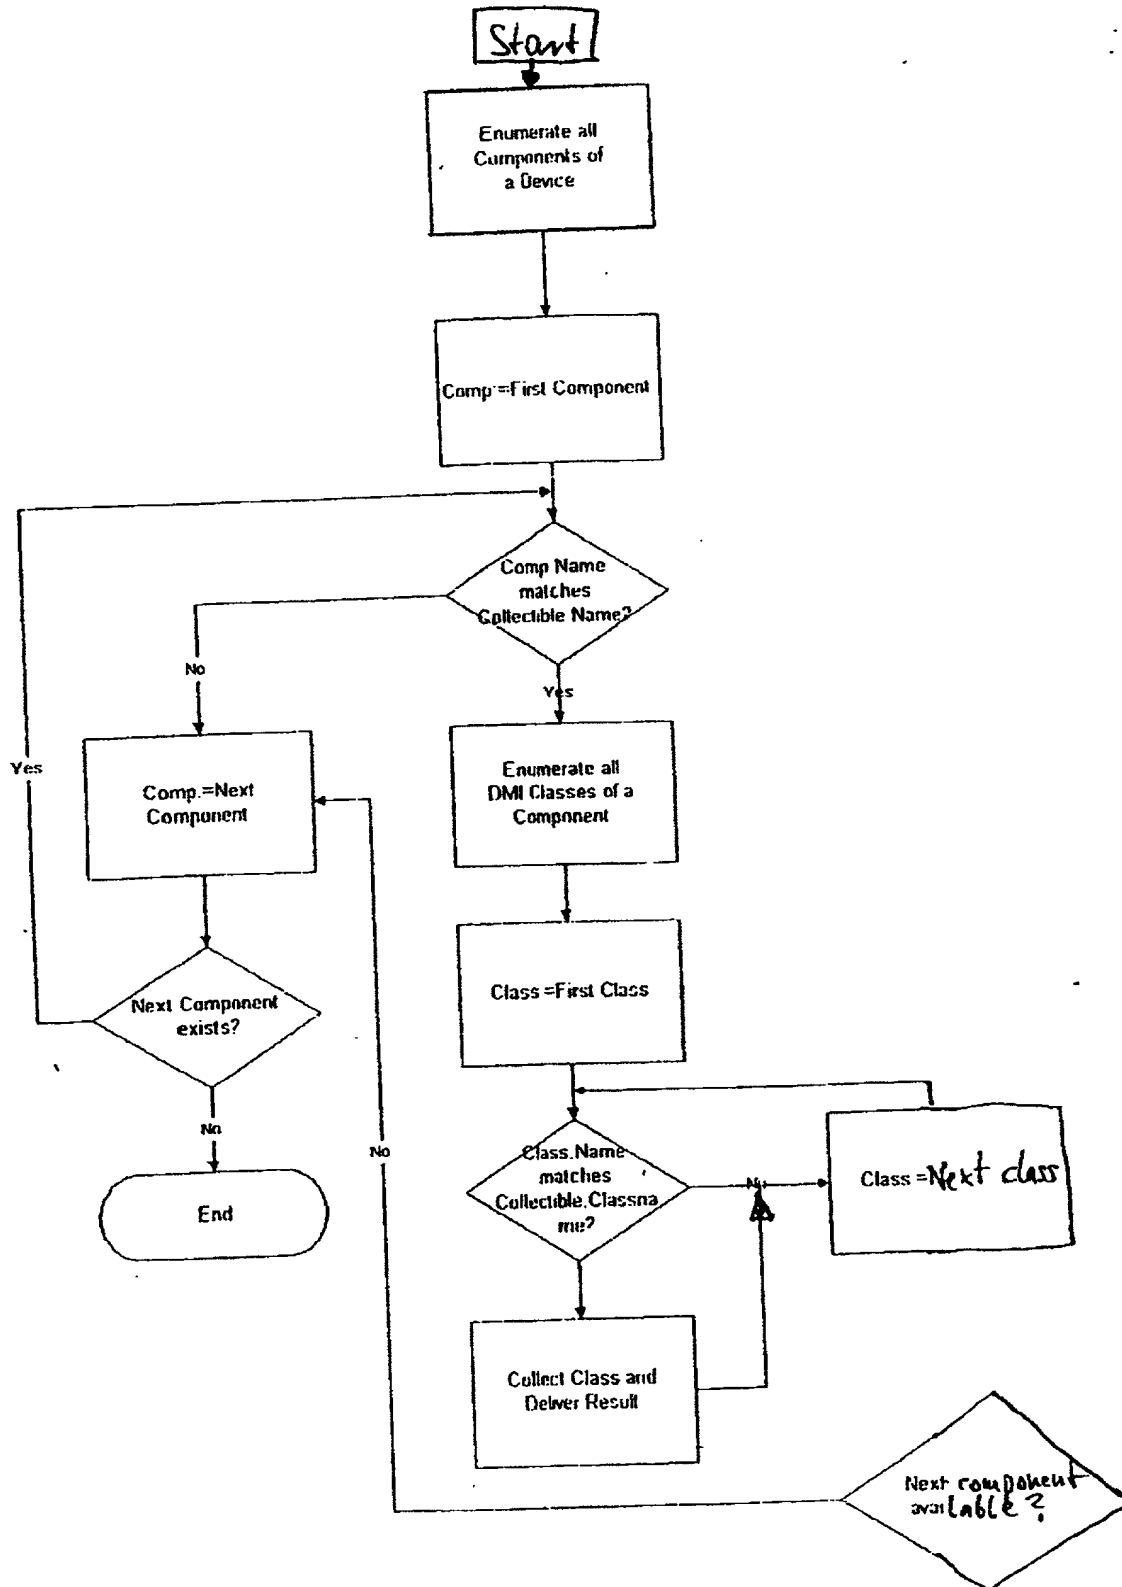 Start
Enumerate all
Components of
a Device
Comp:=First Component
Comp Name
matches
Collectible Name?
No
Yes
Yes
Comp.=Next
Component
Enumerate all
DMI Classes of a
Component
Next Component
exists?
Class=First Class
No
No
Class.Name
matches
Collectible.Classna
me?
No
Class=Next class
End
Collect Class and
Deliver Result
Next component
available?